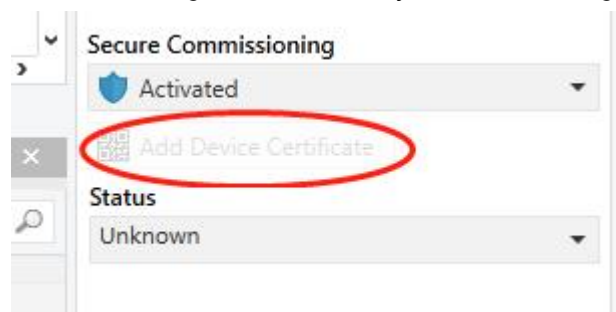 Secure Commissioning
Activated
Add Device Certificate
Status
Unknown